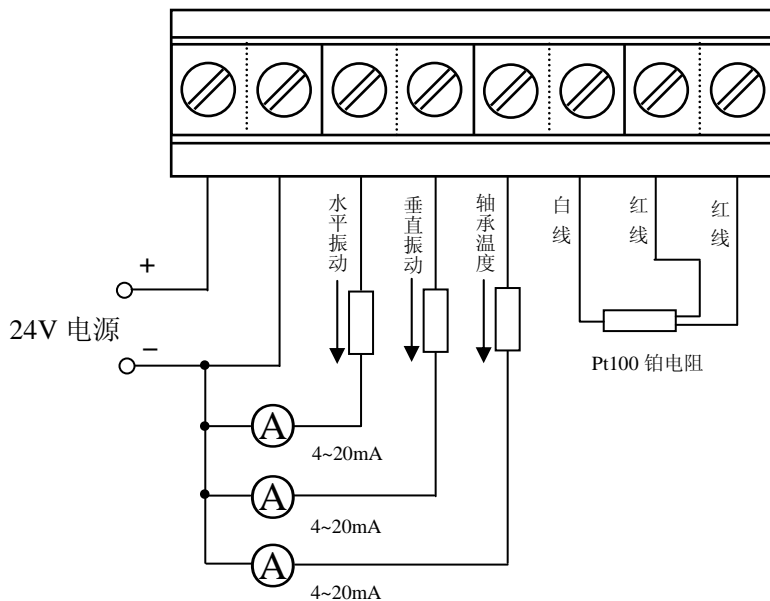 水平振动
垂直振动
轴承温度
白线
红线
红线
+
24V 电源
−
Pt100 铂电阻
A
4~20mA
A
4~20mA
A
4~20mA